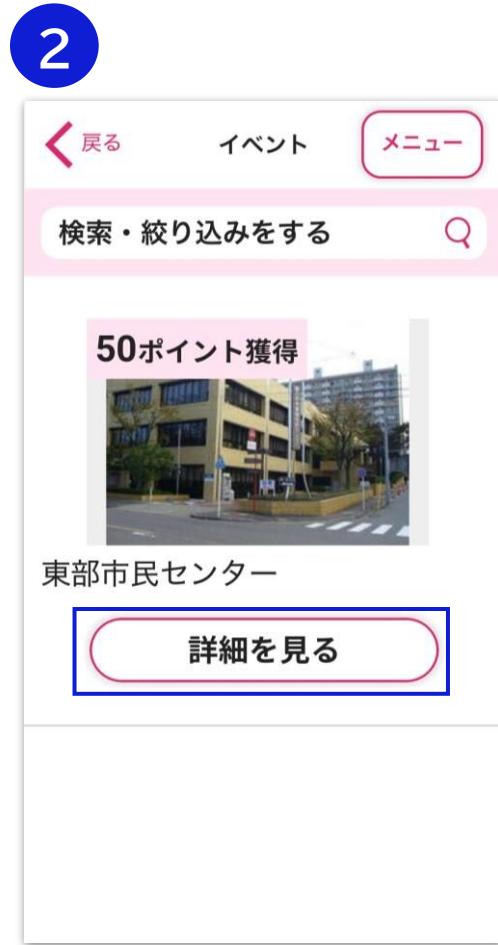 2
戻る
イベント
メニュー
検索・絞り込みをする
50ポイント獲得
東部市民センター
詳細を見る